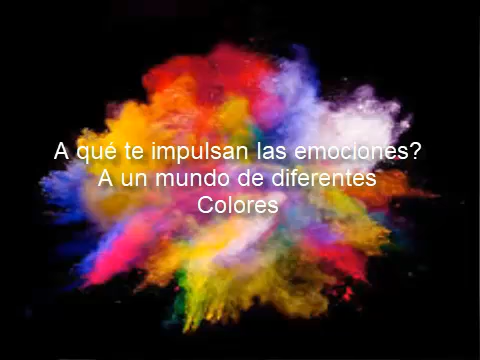 A qué te impulsan las emociones?
A un mundo de diferentes
Colores